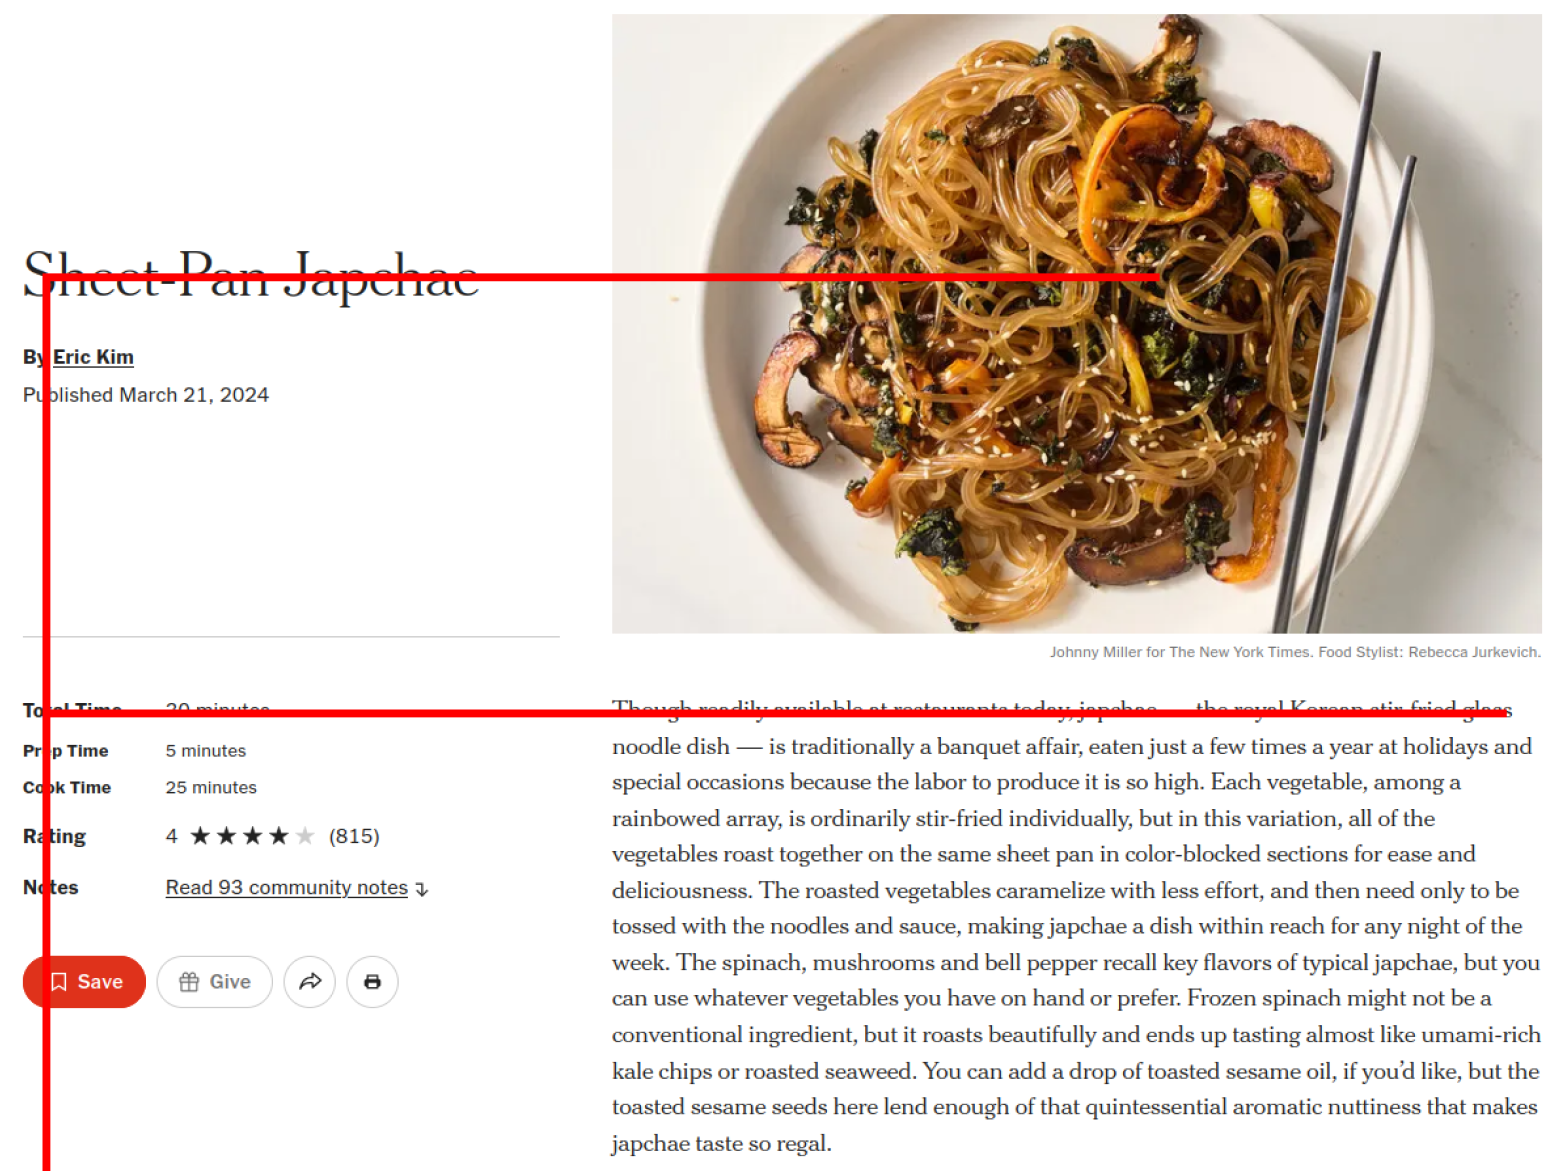 Sheet-Pan Japchae
By Eric Kim
Published March 21, 2024
Johnny Miller for The New York Times. Food Stylist: Rebecca Jurkevich.
Total Time 30 minutes
Prep Time 5 minutes
Cook Time 25 minutes
Rating 4 ★★★★★ (815)
Notes Read 93 community notes
Save Give
Though readily available at restaurants today, japchae — the royal Korean stir-fried glass
noodle dish — is traditionally a banquet affair, eaten just a few times a year at holidays and
special occasions because the labor to produce it is so high. Each vegetable, among a
rainbowed array, is ordinarily stir-fried individually, but in this variation, all of the
vegetables roast together on the same sheet pan in color-blocked sections for ease and
deliciousness. The roasted vegetables caramelize with less effort, and then need only to be
tossed with the noodles and sauce, making japchae a dish within reach for any night of the
week. The spinach, mushrooms and bell pepper recall key flavors of typical japchae, but you
can use whatever vegetables you have on hand or prefer. Frozen spinach might not be a
conventional ingredient, but it roasts beautifully and ends up tasting almost like umami-rich
kale chips or roasted seaweed. You can add a drop of toasted sesame oil, if you’d like, but the
toasted sesame seeds here lend enough of that quintessential aromatic nuttiness that makes
japchae taste so regal.